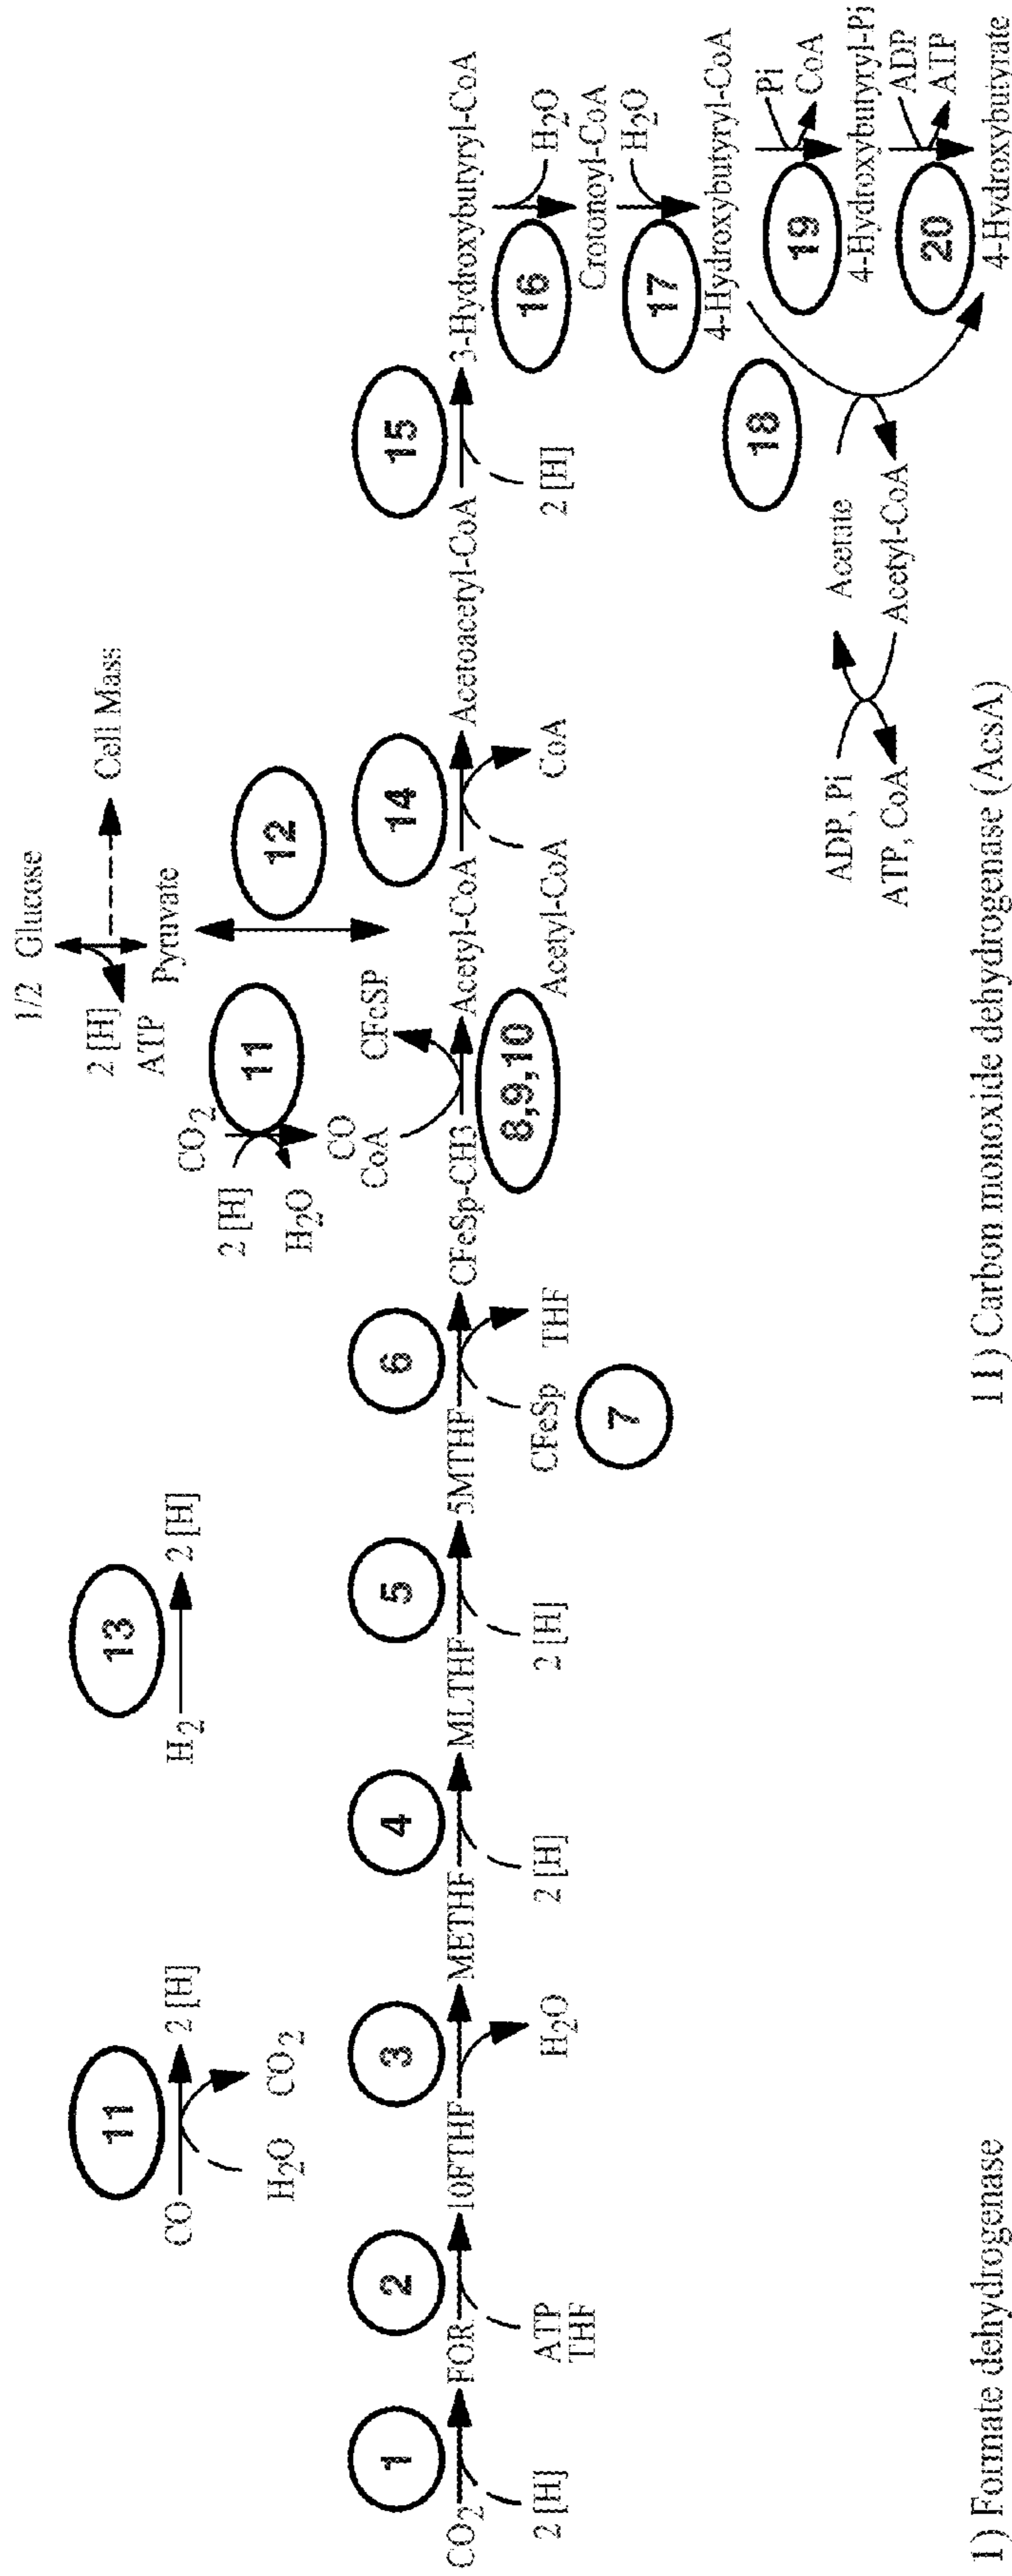 1/2 Glucose
2 [H]
ATP
Pyruvate
Cell Mass
12
11
CO
H2O
CO2
2 [H]
13
H2
2 [H]
CO2
2 [H]
H2O
11
CO
CoA
CFeSP
1
2
3
4
5
6
14
15
CO2
FOR
10FTHF
METHF
MLTHF
5MTHF
CFeSp-CH3
Acetyl-CoA
Acetoacetyl-CoA
3-Hydroxybutyryl-CoA
2 [H]
ATP
THF
H2O
2 [H]
2 [H]
CFeSp
THF
7
8,9,10
Acetyl-CoA
CoA
2 [H]
16
H2O
Crotonoyl-CoA
17
H2O
4-Hydroxybutyryl-CoA
18
19
Pi
CoA
4-Hydroxybutyryl-Pi
20
ADP
ATP
4-Hydroxybutyrate
ADP, Pi
Acetate
ATP, CoA
Acetyl-CoA
1) Formate dehydrogenase
11) Carbon monoxide dehydrogenase (AcsA)